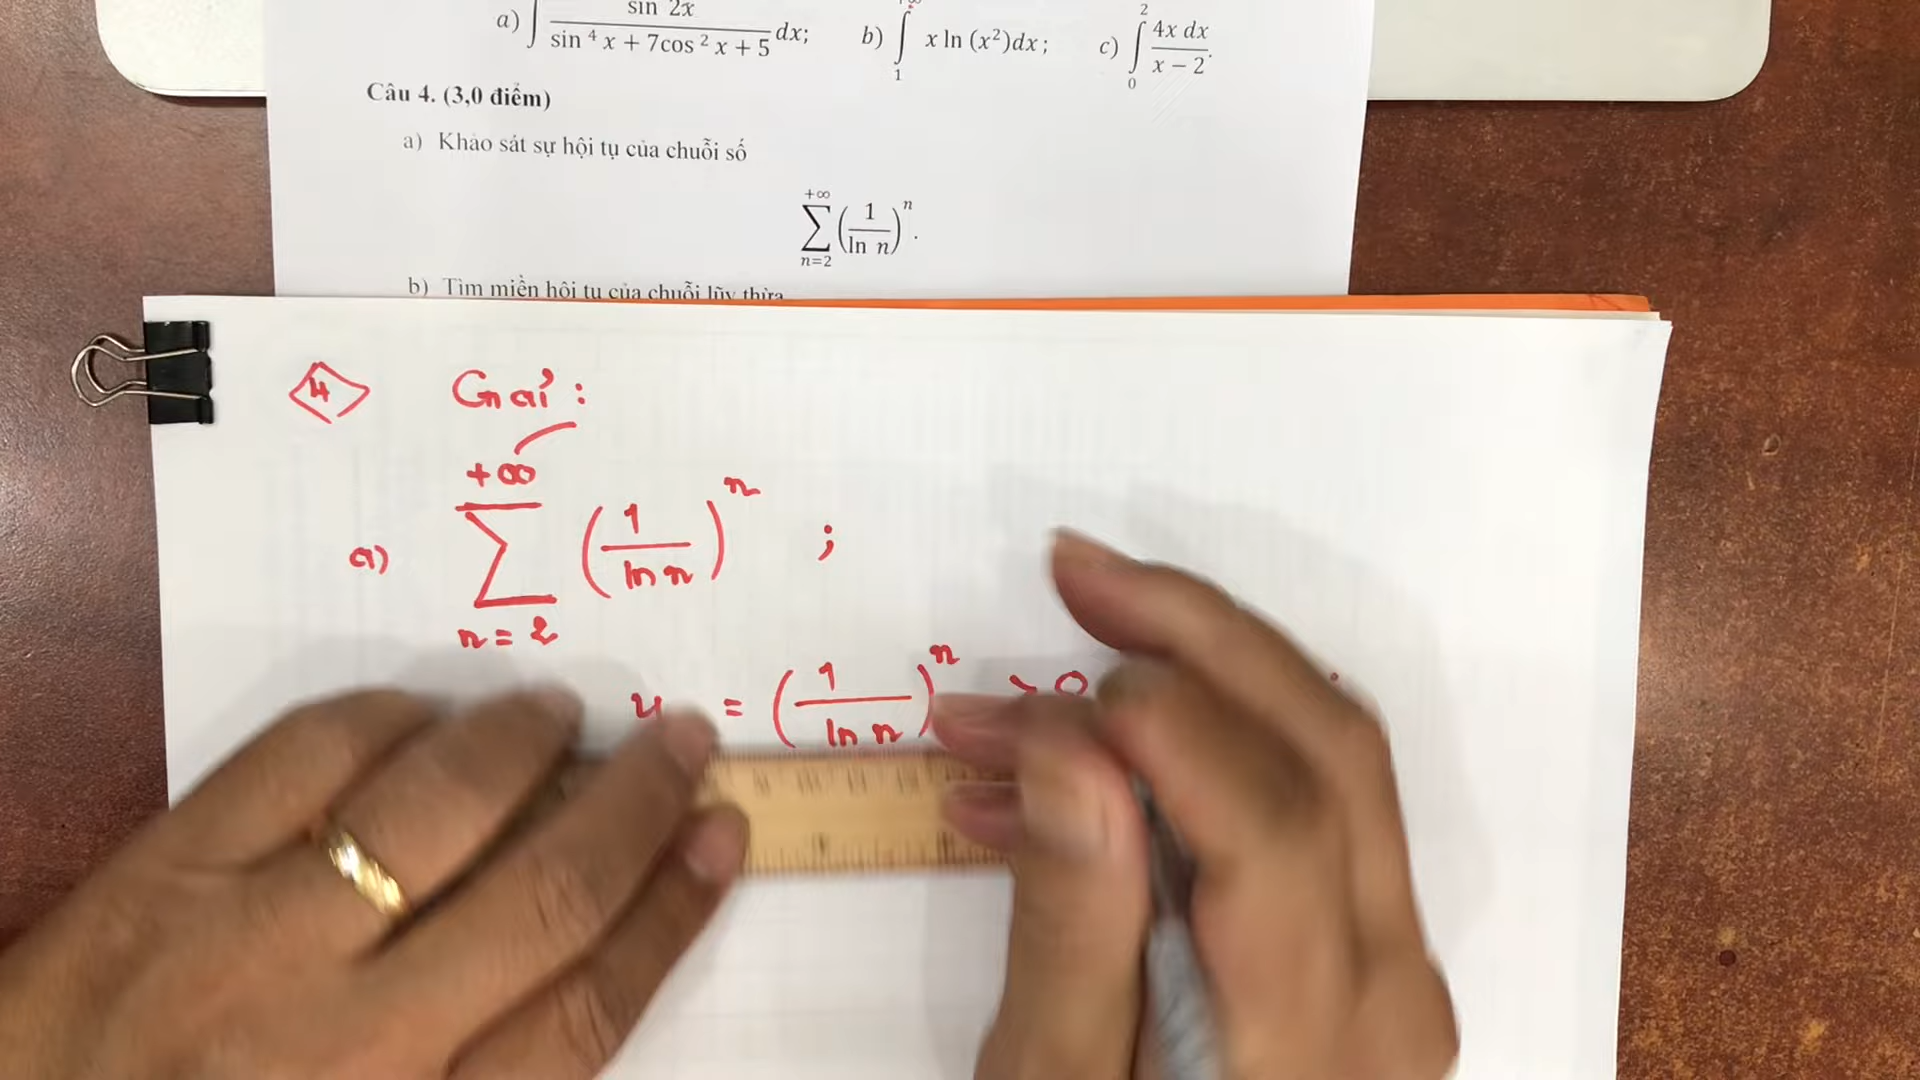 a) ∫ sin 2x / (sin⁴ x + 7cos² x + 5) dx; b) ∫₁^+∞ x ln (x²)dx ; c) ∫₀² 4x dx / (x − 2).
Câu 4. (3,0 điểm)
a) Khảo sát sự hội tụ của chuỗi số
+∞
∑ (1 / ln n)ⁿ.
n=2
b) Tìm miền hội tụ của chuỗi lũy thừa
4 Giải :
+∞
a) ∑ (1 / ln n)ⁿ ;
n = 2
u = (1 / ln n)ⁿ > 0